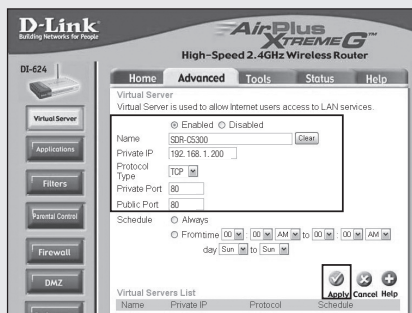 D-Link
Building Networks for People
AirPlus
XTREME G™
High-Speed 2.4GHz Wireless Router
DI-624
Home Advanced Tools Status Help
Virtual Server
Virtual Server is used to allow Internet users access to LAN services.
Virtual Server
Enabled Disabled
Name SDR-C5300 Clear
Applications
Private IP 192.168.1.200
Protocol Type TCP
Filters
Private Port 80
Public Port 80
Parental Control
Schedule Always
From time 00 : 00 AM to 00 : 00 AM
day Sun to Sun
Firewall
DMZ
Apply Cancel Help
Virtual Servers List
Name Private IP Protocol Schedule